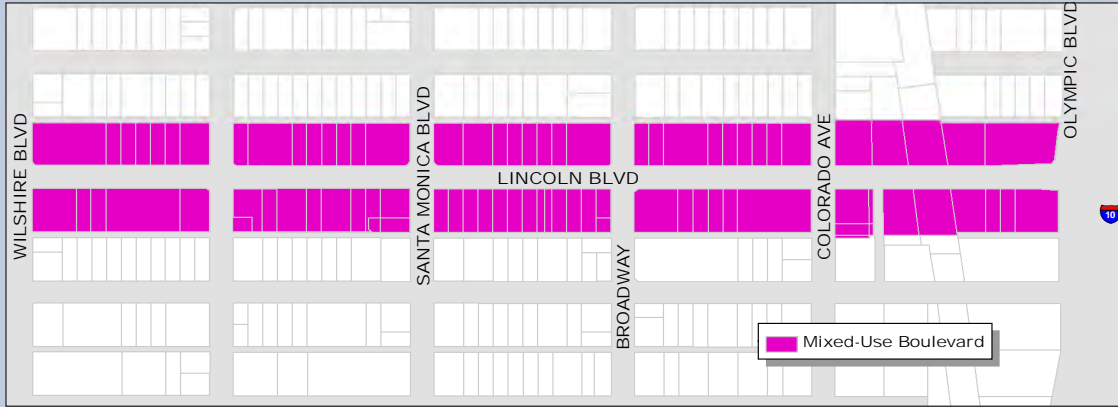 WILSHIRE BLVD
SANTA MONICA BLVD
LINCOLN BLVD
BROADWAY
COLORADO AVE
OLYMPIC BLVD
10
Mixed-Use Boulevard